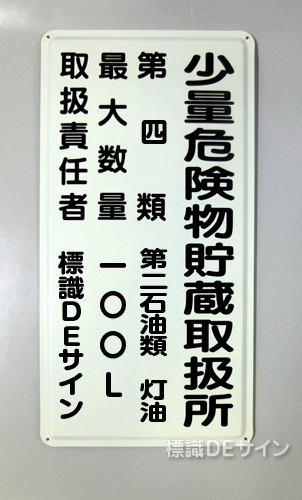 少量危険物貯蔵取扱所
第四類 第二石油類 灯油
最大数量 一〇〇L
取扱責任者 標識DEサイン
標識DEサイン